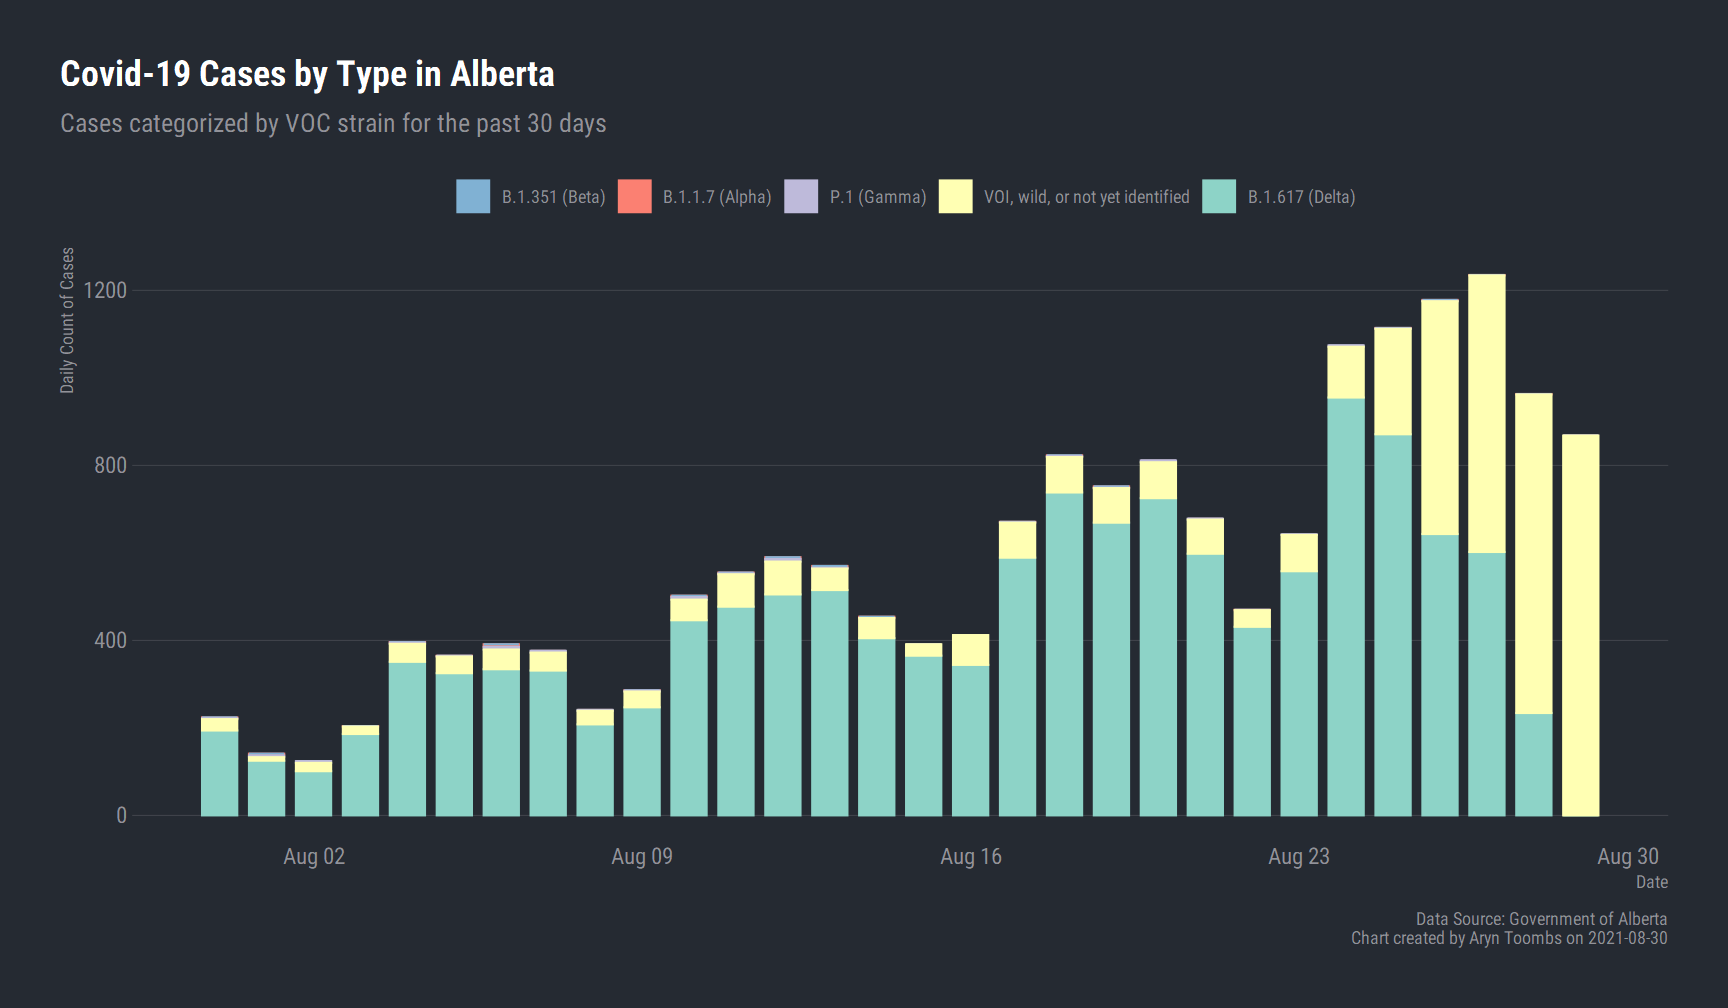 Covid-19 Cases by Type in Alberta
Cases categorized by VOC strain for the past 30 days
B.1.351 (Beta)
B.1.1.7 (Alpha)
P.1 (Gamma)
VOI, wild, or not yet identified
B.1.617 (Delta)
Daily Count of Cases
1200
800
400
0
Aug 02
Aug 09
Aug 16
Aug 23
Aug 30
Date
Data Source: Government of Alberta
Chart created by Aryn Toombs on 2021-08-30